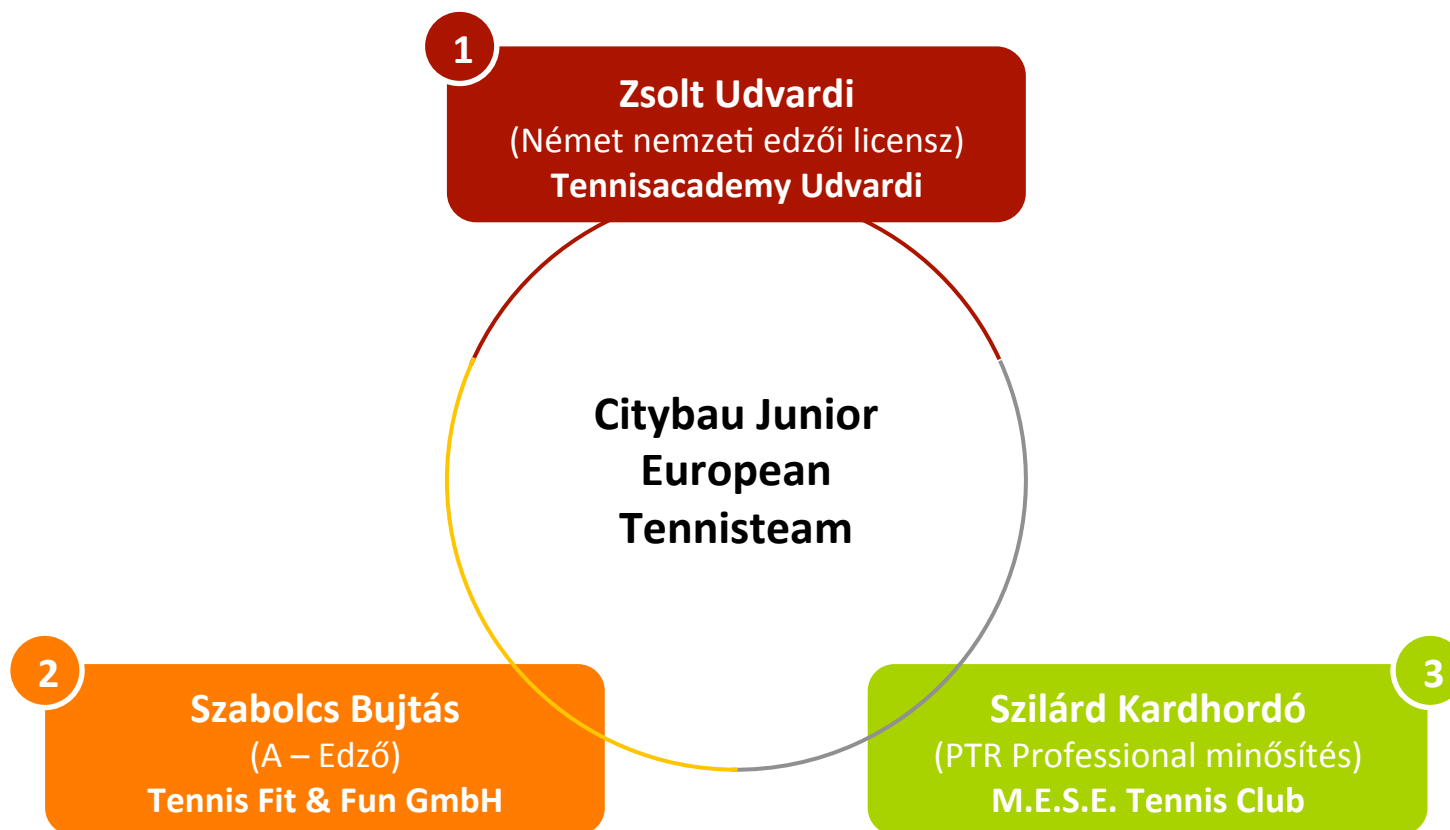 1
Zsolt Udvardi
(Német nemzeti edzői licensz)
Tennisacademy Udvardi
Citybau Junior
European
Tennisteam
2
Szabolcs Bujtás
(A – Edző)
Tennis Fit & Fun GmbH
3
Szilárd Kardhordó
(PTR Professional minősítés)
M.E.S.E. Tennis Club